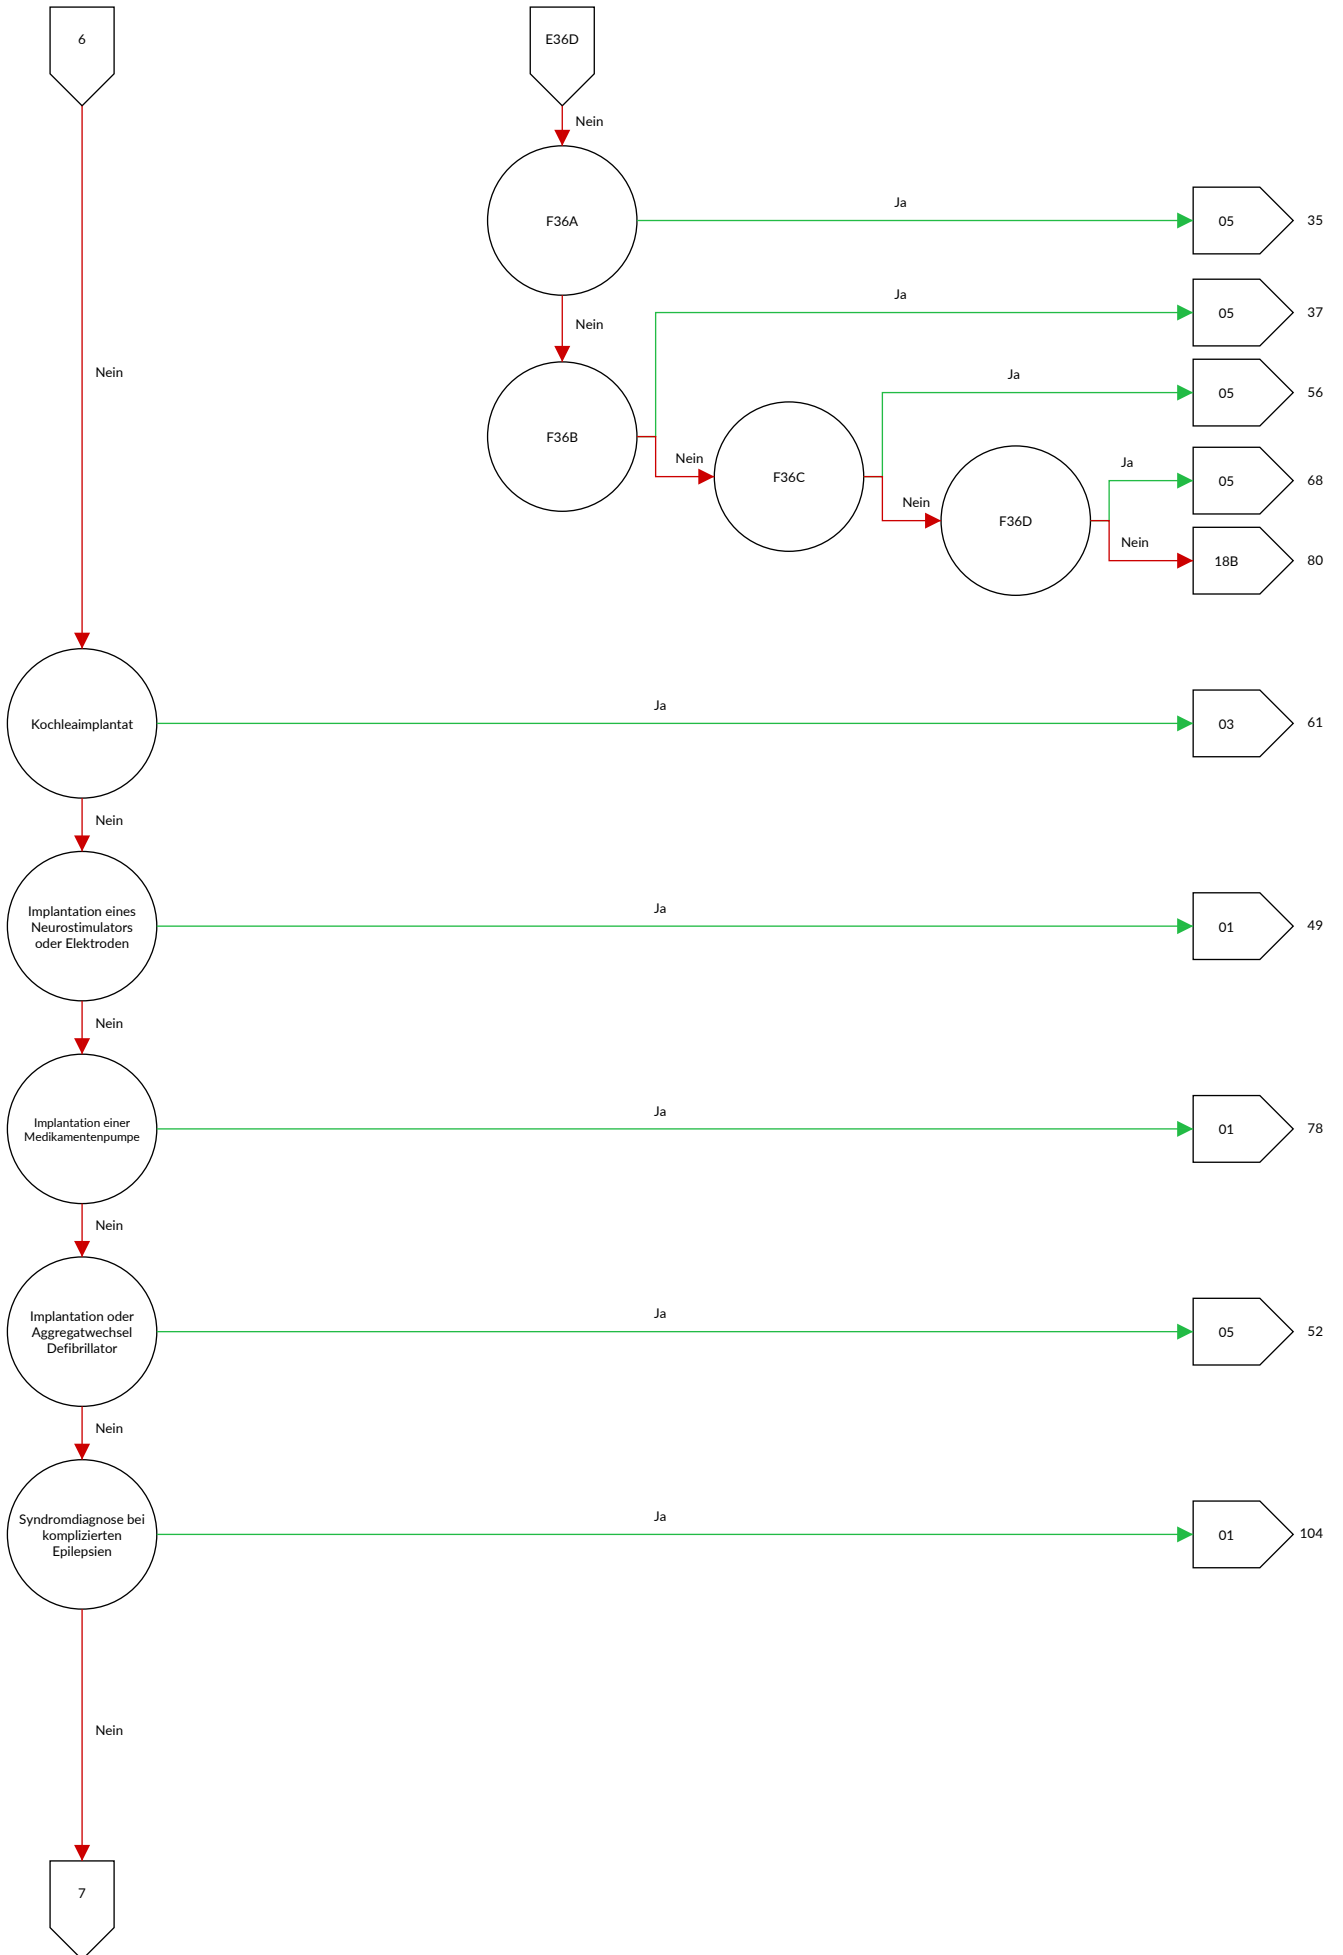 6
E36D
Nein
F36A
Ja
05
35
Nein
Ja
05
37
Nein
Ja
05
56
F36B
Nein
F36C
Ja
05
68
Nein
F36D
Nein
18B
80
Kochleaimplantat
Ja
03
61
Nein
Implantation eines
Neurostimulators
oder Elektroden
Ja
01
49
Nein
Implantation einer
Medikamentenpumpe
Ja
01
78
Nein
Implantation oder
Aggregatwechsel
Defibrillator
Ja
05
52
Nein
Syndromdiagnose bei
komplizierten
Epilepsien
Ja
01
104
Nein
7